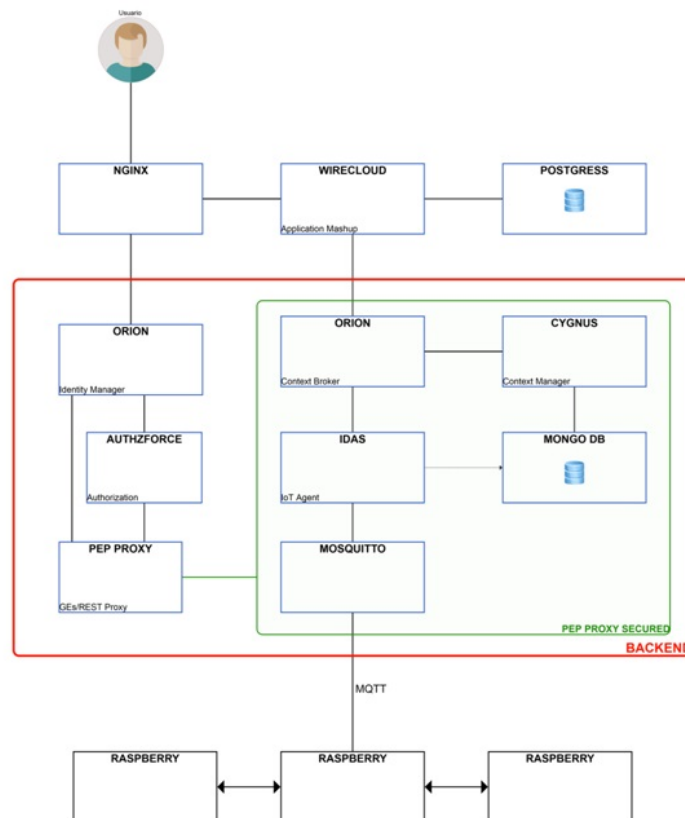 Usuario
NGINX
WIRECLOUD
POSTGRESS
Application Mashup
ORION
ORION
CYGNUS
Identity Manager
Context Broker
Context Manager
AUTHZFORCE
IDAS
MONGO DB
Authorization
IoT Agent
PEP PROXY
MOSQUITTO
GEs/REST Proxy
PEP PROXY SECURED
BACKEND
MQTT
RASPBERRY
RASPBERRY
RASPBERRY